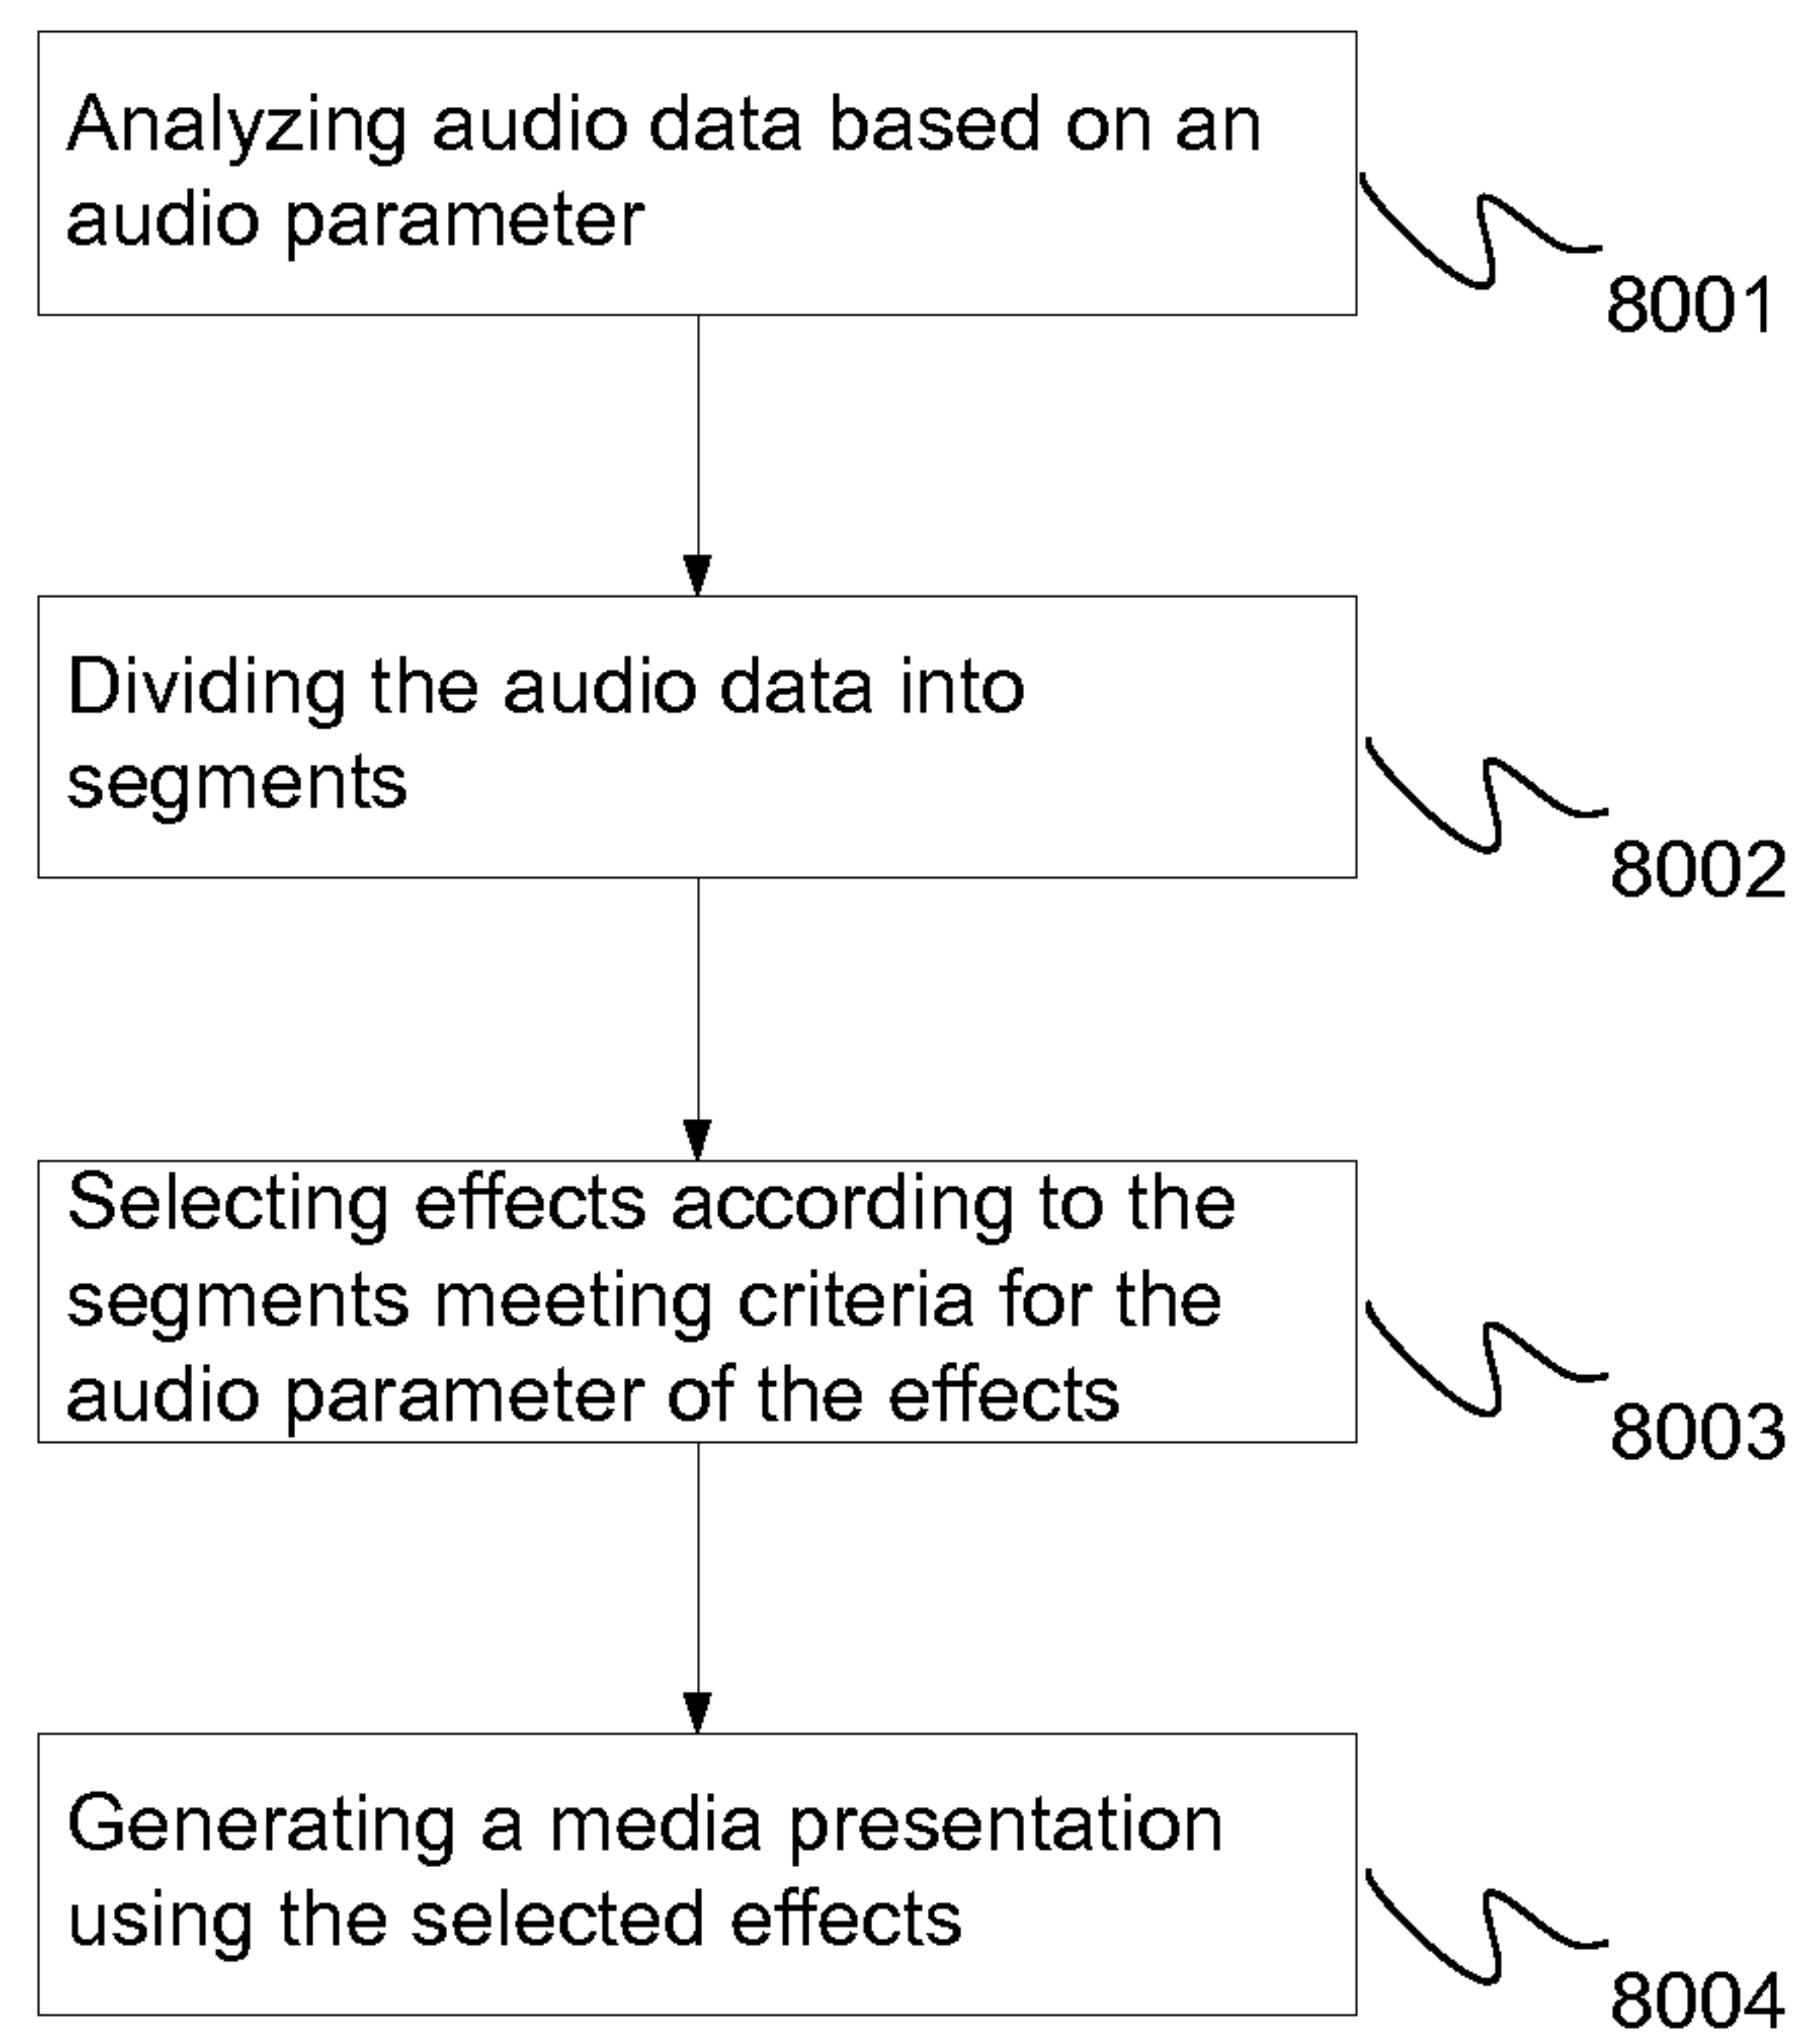 Analyzing audio data based on an
audio parameter
8001
Dividing the audio data into
segments
8002
Selecting effects according to the
segments meeting criteria for the
audio parameter of the effects
8003
Generating a media presentation
using the selected effects
8004